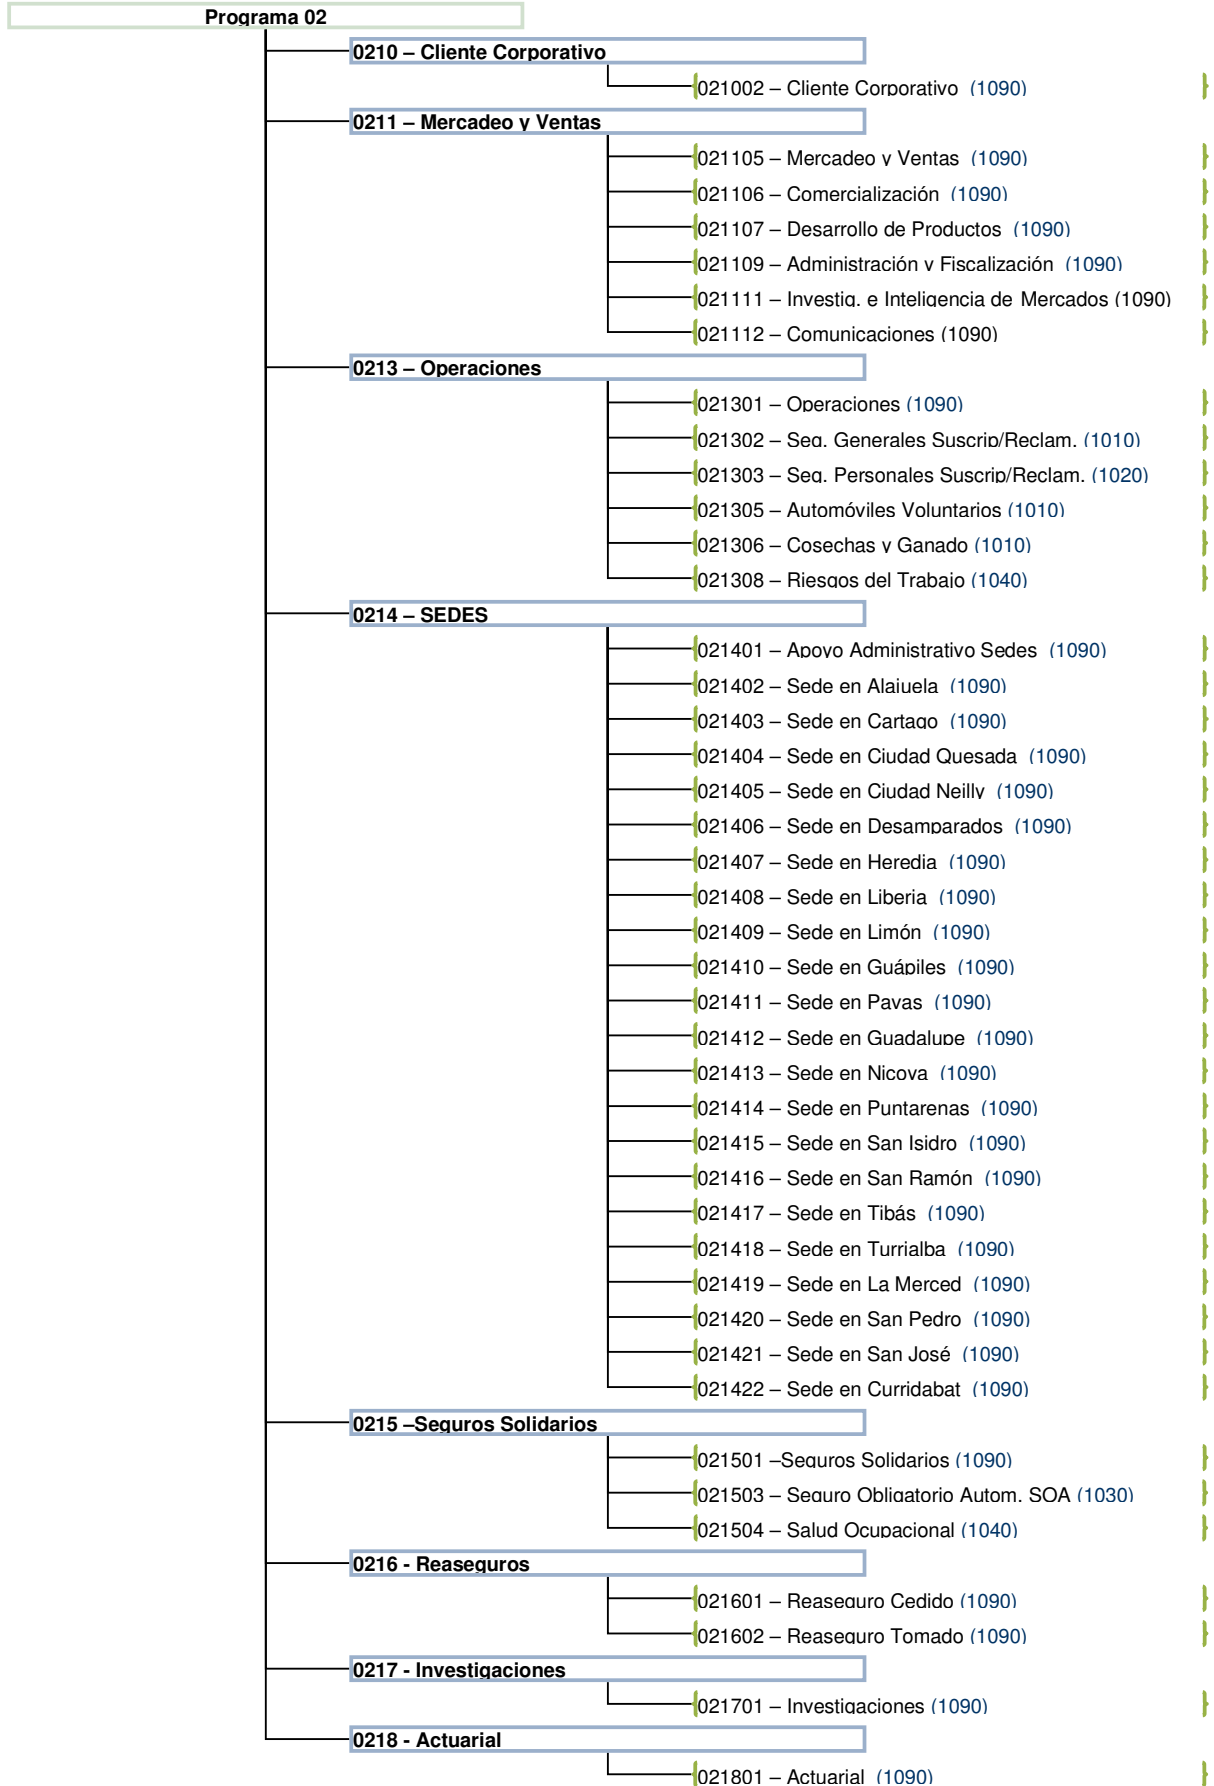 Programa 02
0210 – Cliente Corporativo
021002 – Cliente Corporativo (1090)
0211 – Mercadeo y Ventas
021105 – Mercadeo y Ventas (1090)
021106 – Comercialización (1090)
021107 – Desarrollo de Productos (1090)
021109 – Administración y Fiscalización (1090)
021111 – Investig. e Inteligencia de Mercados (1090)
021112 – Comunicaciones (1090)
0213 – Operaciones
021301 – Operaciones (1090)
021302 – Seg. Generales Suscrip/Reclam. (1010)
021303 – Seg. Personales Suscrip/Reclam. (1020)
021305 – Automóviles Voluntarios (1010)
021306 – Cosechas y Ganado (1010)
021308 – Riesgos del Trabajo (1040)
0214 – SEDES
021401 – Apoyo Administrativo Sedes (1090)
021402 – Sede en Alajuela (1090)
021403 – Sede en Cartago (1090)
021404 – Sede en Ciudad Quesada (1090)
021405 – Sede en Ciudad Neilly (1090)
021406 – Sede en Desamparados (1090)
021407 – Sede en Heredia (1090)
021408 – Sede en Liberia (1090)
021409 – Sede en Limón (1090)
021410 – Sede en Guápiles (1090)
021411 – Sede en Pavas (1090)
021412 – Sede en Guadalupe (1090)
021413 – Sede en Nicoya (1090)
021414 – Sede en Puntarenas (1090)
021415 – Sede en San Isidro (1090)
021416 – Sede en San Ramón (1090)
021417 – Sede en Tibás (1090)
021418 – Sede en Turrialba (1090)
021419 – Sede en La Merced (1090)
021420 – Sede en San Pedro (1090)
021421 – Sede en San José (1090)
021422 – Sede en Curridabat (1090)
0215 –Seguros Solidarios
021501 –Seguros Solidarios (1090)
021503 – Seguro Obligatorio Autom. SOA (1030)
021504 – Salud Ocupacional (1040)
0216 - Reaseguros
021601 – Reaseguro Cedido (1090)
021602 – Reaseguro Tomado (1090)
0217 - Investigaciones
021701 – Investigaciones (1090)
0218 - Actuarial
021801 – Actuarial (1090)